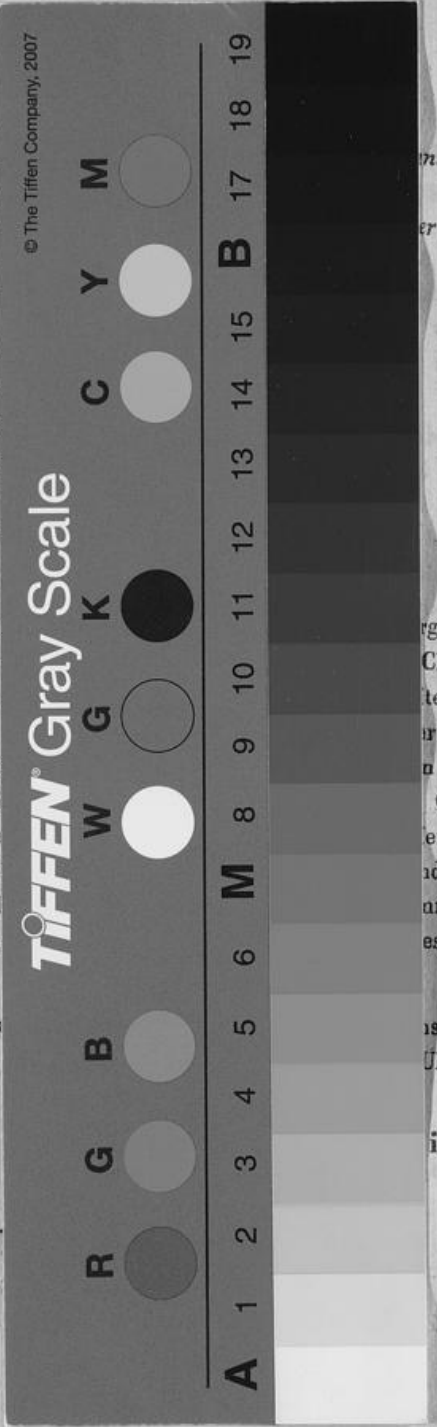 © The Tiffen Company, 2007
TIFFEN® Gray Scale
R G B W G K C Y M
A 1 2 3 4 5 6 M 8 9 10 11 12 13 14 15 B 17 18 19